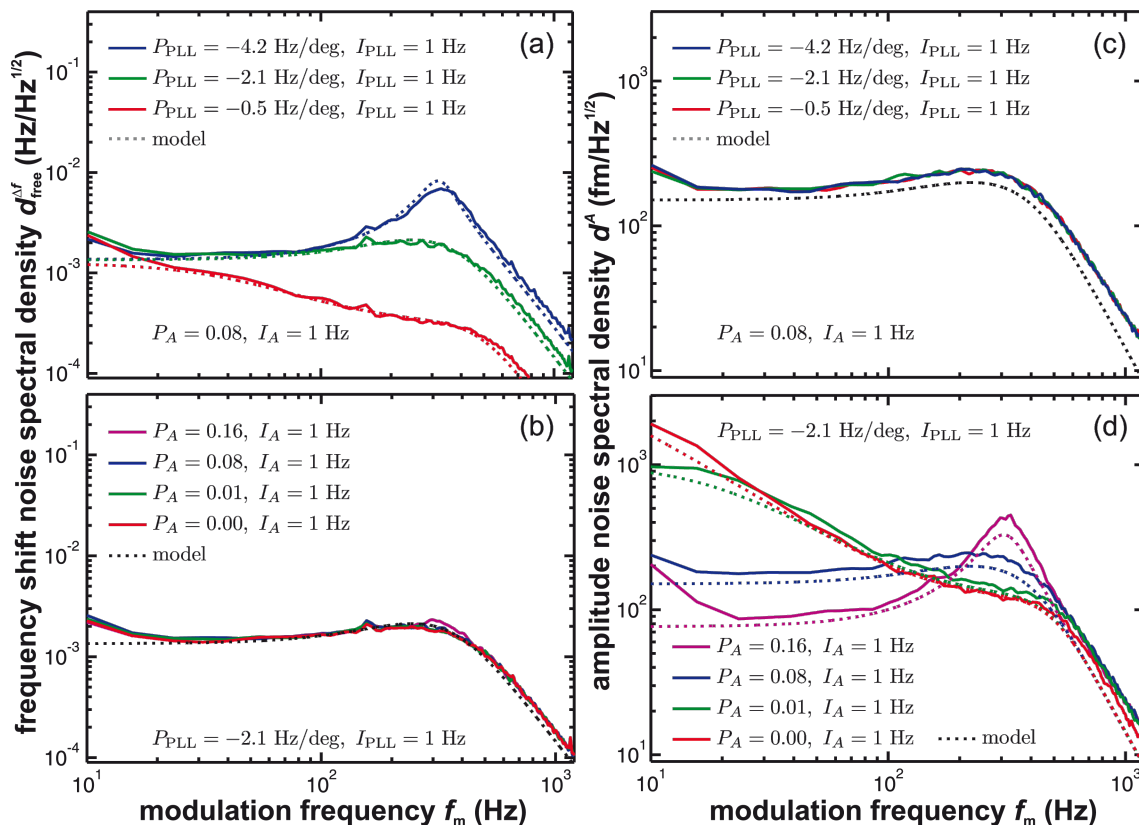 (a)
P_PLL = −4.2 Hz/deg, I_PLL = 1 Hz
P_PLL = −2.1 Hz/deg, I_PLL = 1 Hz
P_PLL = −0.5 Hz/deg, I_PLL = 1 Hz
model
P_A = 0.08, I_A = 1 Hz
10^-1
10^-2
10^-3
10^-4
(b)
P_A = 0.16, I_A = 1 Hz
P_A = 0.08, I_A = 1 Hz
P_A = 0.01, I_A = 1 Hz
P_A = 0.00, I_A = 1 Hz
model
P_PLL = −2.1 Hz/deg, I_PLL = 1 Hz
10^-1
10^-2
10^-3
10^-4
10^1 10^2 10^3
modulation frequency f_m (Hz)
frequency shift noise spectral density d^Δf_free (Hz/Hz^1/2)
(c)
P_PLL = −4.2 Hz/deg, I_PLL = 1 Hz
P_PLL = −2.1 Hz/deg, I_PLL = 1 Hz
P_PLL = −0.5 Hz/deg, I_PLL = 1 Hz
model
P_A = 0.08, I_A = 1 Hz
10^3
10^2
10^1
(d)
P_PLL = −2.1 Hz/deg, I_PLL = 1 Hz
P_A = 0.16, I_A = 1 Hz
P_A = 0.08, I_A = 1 Hz
P_A = 0.01, I_A = 1 Hz
P_A = 0.00, I_A = 1 Hz
model
10^3
10^2
10^1
10^1 10^2 10^3
modulation frequency f_m (Hz)
amplitude noise spectral density d^A (fm/Hz^1/2)